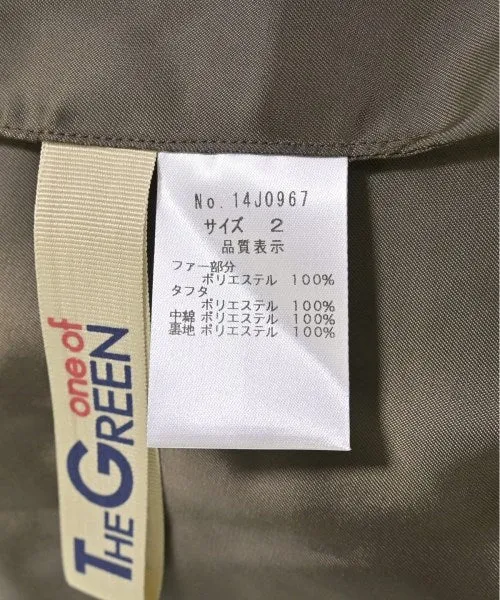 No. 14J0967
サイズ 2
品質表示
ファー部分
ポリエステル 100%
タフタ
ポリエステル 100%
中綿 ポリエステル 100%
裏地 ポリエステル 100%
one of
THE GREEN